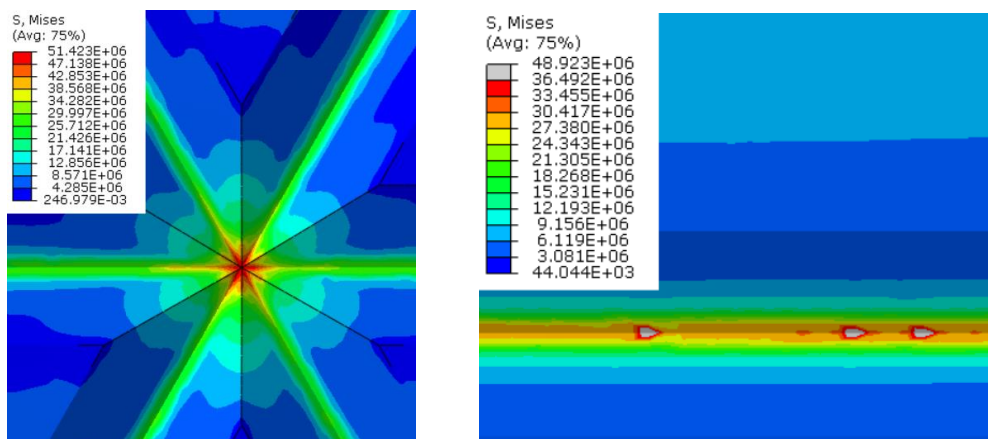 S, Mises
(Avg: 75%)
51.423E+06
47.138E+06
42.853E+06
38.568E+06
34.282E+06
29.997E+06
25.712E+06
21.426E+06
17.141E+06
12.856E+06
8.571E+06
4.285E+06
246.979E-03
S, Mises
(Avg: 75%)
48.923E+06
36.492E+06
33.455E+06
30.417E+06
27.380E+06
24.343E+06
21.305E+06
18.268E+06
15.231E+06
12.193E+06
9.156E+06
6.119E+06
3.081E+06
44.044E+03